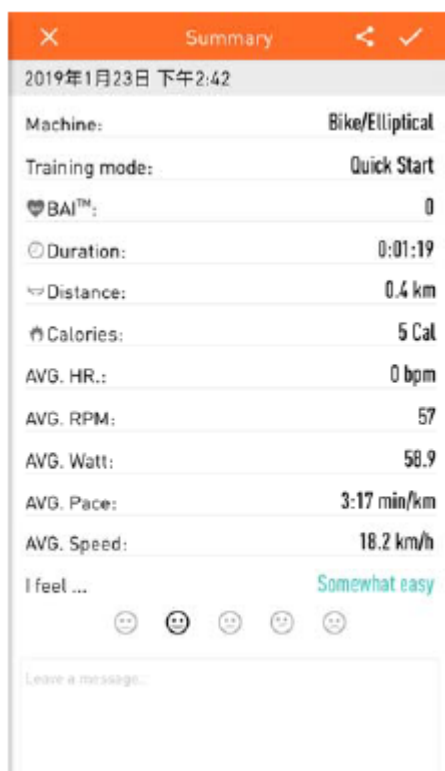 Summary
2019年1月23日 下午2:42
Machine: Bike/Elliptical
Training mode: Quick Start
BAI™: 0
Duration: 0:01:19
Distance: 0.4 km
Calories: 5 Cal
AVG. HR.: 0 bpm
AVG. RPM: 57
AVG. Watt: 58.9
AVG. Pace: 3:17 min/km
AVG. Speed: 18.2 km/h
I feel ... Somewhat easy
Leave a message...